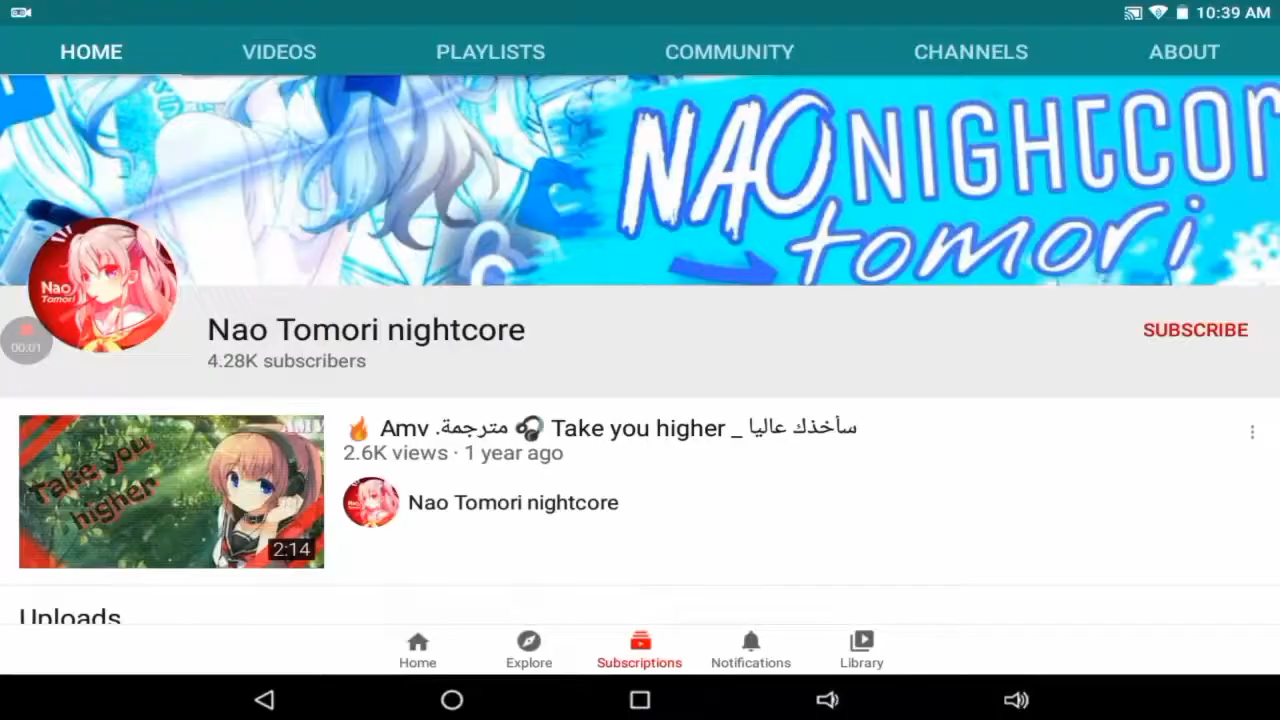 10:39 AM
HOME VIDEOS PLAYLISTS COMMUNITY CHANNELS ABOUT
NAO NIGHTCOR
tomori
Nao
Tomori
00:01
Nao Tomori nightcore
4.28K subscribers
SUBSCRIBE
🔥 Amv .مترجمة 🎧 Take you higher _ سأخذك عاليا
2.6K views · 1 year ago
Nao Tomori nightcore
AMV
Take you
higher
2:14
Uploads
Home Explore Subscriptions Notifications Library